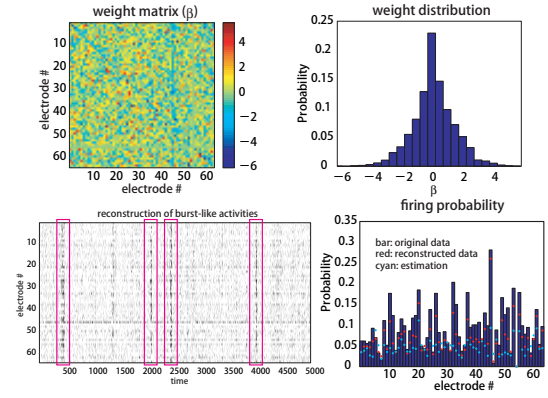 weight matrix (β)
electrode #
10
20
30
40
50
60
10 20 30 40 50 60
electrode #
4
2
0
−2
−4
−6
weight distribution
Probability
0.25
0.2
0.15
0.1
0.05
0
−6 −4 −2 0 2 4
β
reconstruction of burst-like activities
electrode #
10
20
30
40
50
60
500 1000 1500 2000 2500 3000 3500 4000 4500 5000
time
firing probability
Probability
0.35
0.3
0.25
0.2
0.15
0.1
0.05
0
bar: original data
red: reconstructed data
cyan: estimation
10 20 30 40 50 60
electrode #